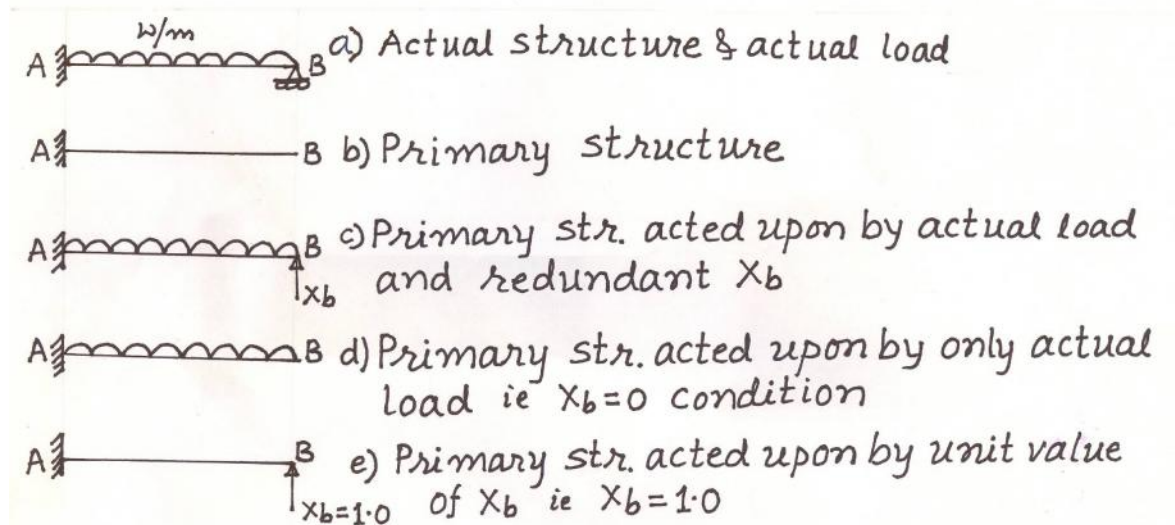 w/m
A B a) Actual structure & actual load
A B b) Primary structure
A B c) Primary str. acted upon by actual load
Xb and redundant Xb
A B d) Primary str. acted upon by only actual
load ie Xb=0 condition
A B e) Primary str. acted upon by unit value
Xb=1.0 of Xb ie Xb=1.0